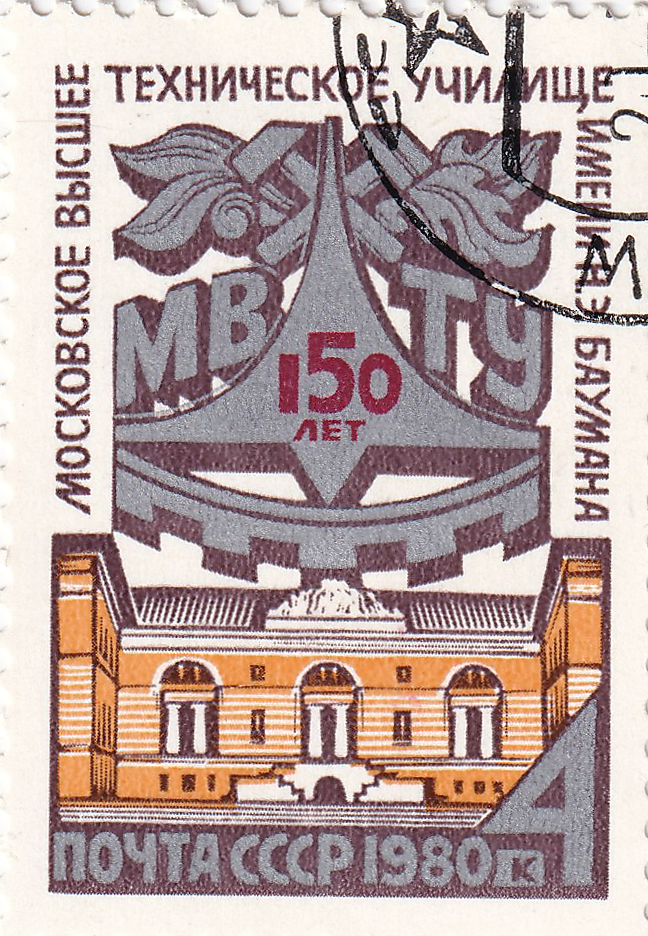 МОСКОВСКОЕ ВЫСШЕЕ
ТЕХНИЧЕСКОЕ УЧИЛИЩЕ
ИМЕНИ Н.Э. БАУМАНА
МВТУ
150
ЛЕТ
4
ПОЧТА СССР 1980
М